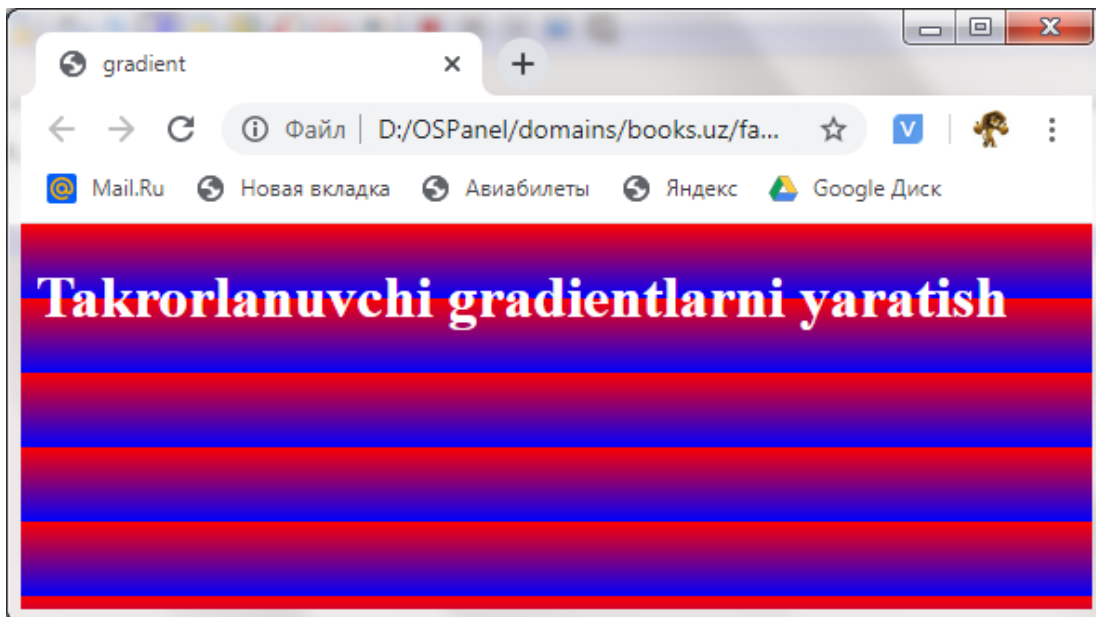 gradient
Файл D:/OSPanel/domains/books.uz/fa...
V
Mail.Ru Новая вкладка Авиабилеты Яндекс Google Диск
Takrorlanuvchi gradientlarni yaratish